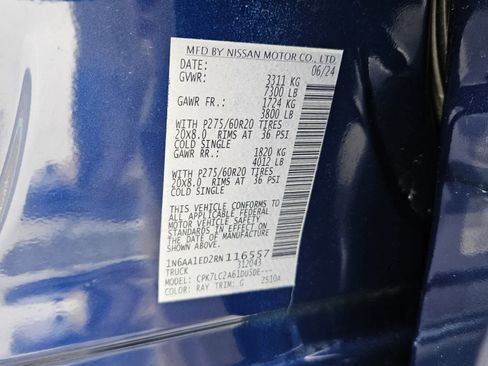 MFD BY NISSAN MOTOR CO., LTD.
DATE: 06/24
GVWR: 3311 KG
7300 LB
GAWR FR.: 1724 KG
3800 LB
WITH P275/60R20 TIRES
20X8.0 RIMS AT 36 PSI
COLD SINGLE
GAWR RR.: 1820 KG
4012 LB
WITH P275/60R20 TIRES
20X8.0 RIMS AT 36 PSI
COLD SINGLE
THIS VEHICLE CONFORMS TO
ALL APPLICABLE FEDERAL
MOTOR VEHICLE SAFETY
STANDARDS IN EFFECT ON
THE DATE OF MANUFACTURE
SHOWN ABOVE.
1N6AA1ED2RN116557
TRUCK 312043
MODEL: CPK7LC2A61DUSDE---
COLOR: RAY TRIM: G 2S10A